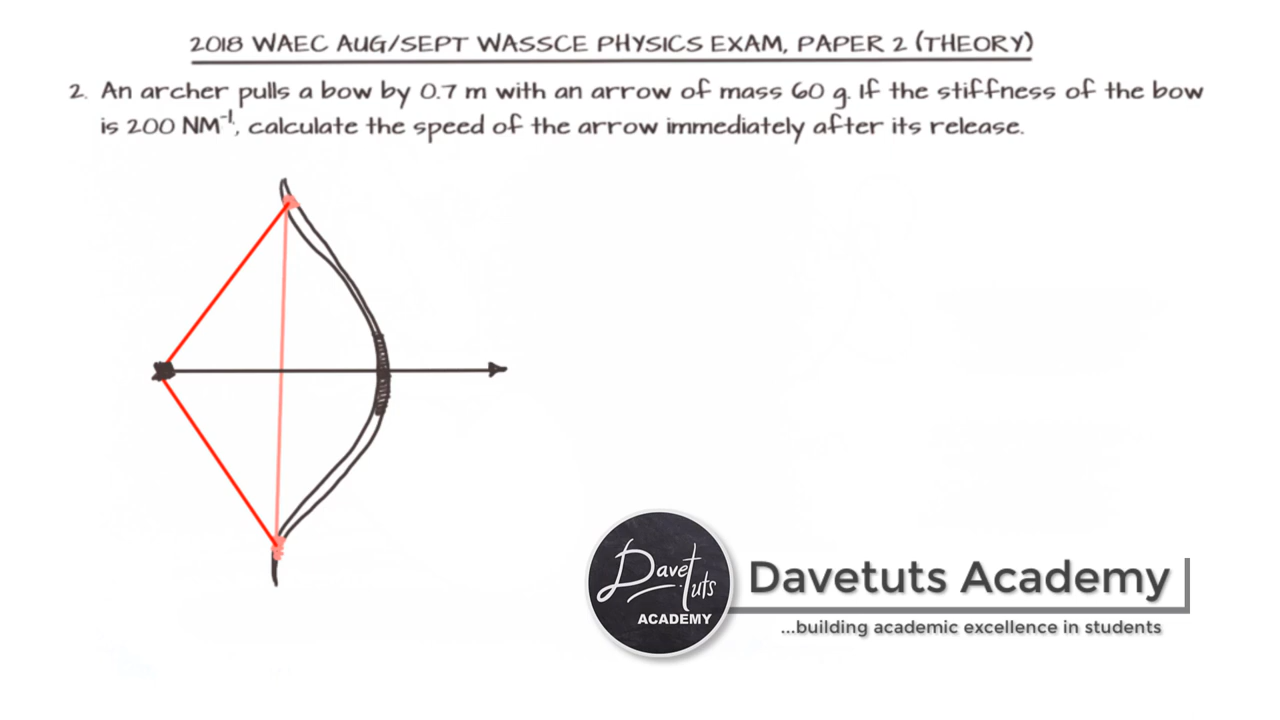 2018 WAEC AUG/SEPT WASSCE PHYSICS EXAM, PAPER 2 (THEORY)
2. An archer pulls a bow by 0.7 m with an arrow of mass 60 g. If the stiffness of the bow
is 200 NM⁻¹, calculate the speed of the arrow immediately after its release.
Dave Tuts
ACADEMY
Davetuts Academy
...building academic excellence in students